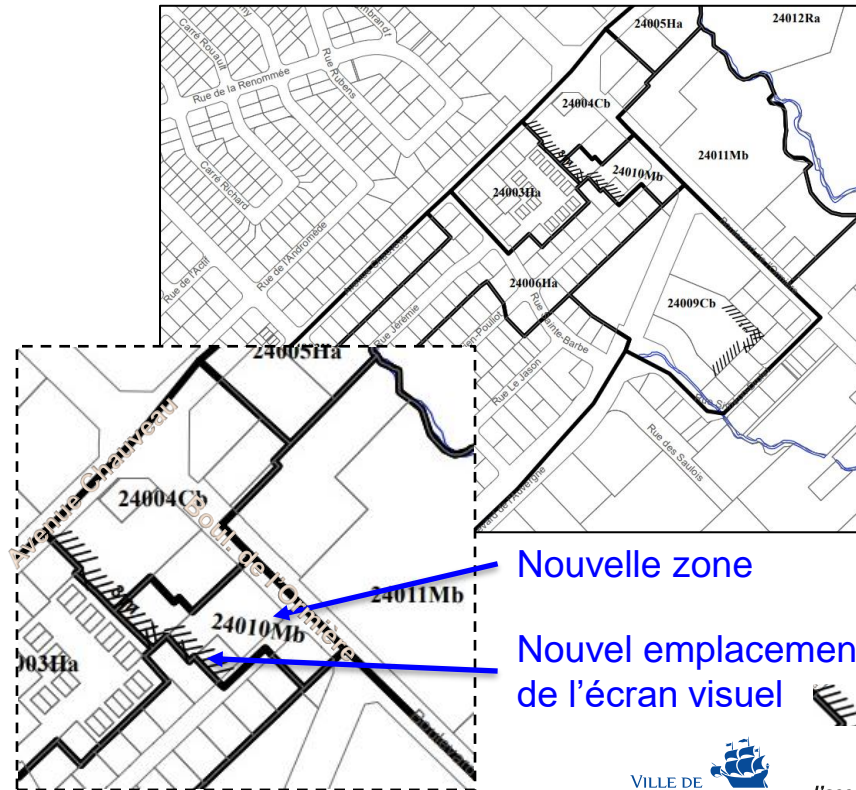 Carré Rouault
Rue de la Renommée
Rue Rubens
24005Ha
24012Ra
24004Cb
24011Mb
24010Mb
24003Ha
Carré Richard
Rue de l'Andromède
Rue de l'Actif
24006Ha
Rue Jérémie
Rue Sainte-Barbe
24009Cb
Rue Le Jason
Rue des Saulois
24005Ha
Avenue Chauveau
24004Cb
Boul. de l'Ormière
24011Mb
3 m
24010Mb
003Ha
Nouvelle zone
Nouvel emplacemen
de l'écran visuel
VILLE DE